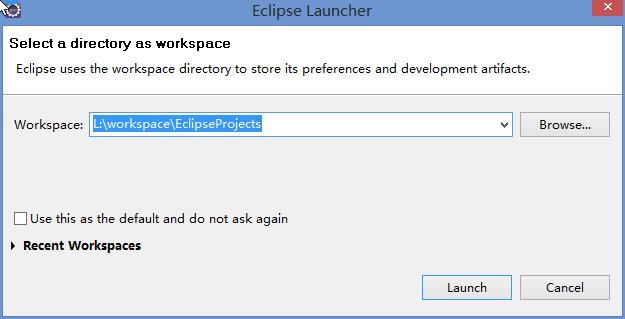 Eclipse Launcher
Select a directory as workspace
Eclipse uses the workspace directory to store its preferences and development artifacts.
Workspace: L:\workspace\EclipseProjects Browse...
Use this as the default and do not ask again
Recent Workspaces
Launch Cancel